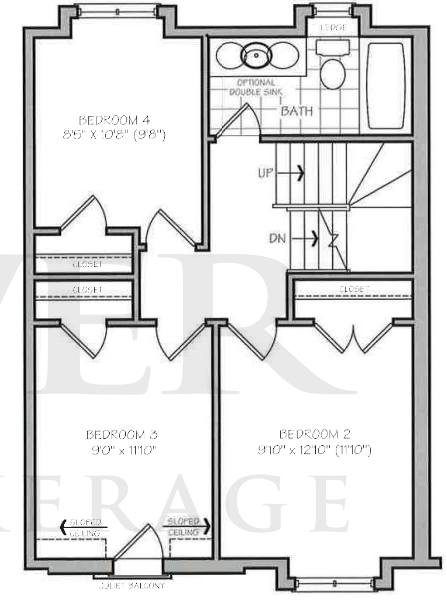 LEDGE
OPTIONAL
DOUBLE SINK
BATH
BEDROOM 4
8'5" X 10'8" (9'8")
UP
DN
CLOSET
CLOSET
CLOSET
VER
BEDROOM 3
9'0" x 11'10"
BEDROOM 2
9'10" x 12'10" (11'10")
ERAGE
SLOPED
CEILING
SLOPED
CEILING
JULIET BALCONY